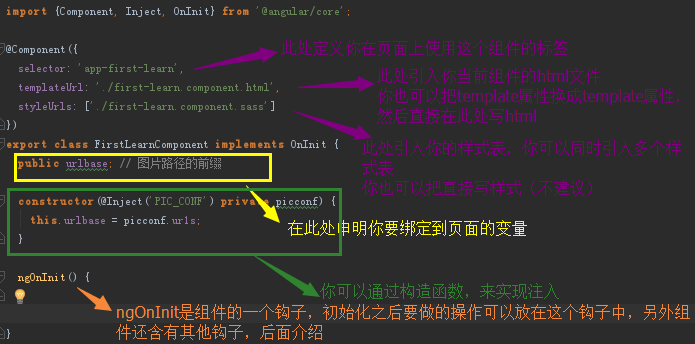 import {Component, Inject, OnInit} from '@angular/core';
@Component({
此处定义你在页面上使用这个组件的标签
selector: 'app-first-learn',
templateUrl: './first-learn.component.html',
此处引入你当前组件的html文件
你也可以把template属性换成template属性，
然后直接在此处写html
styleUrls: ['./first-learn.component.sass']
})
export class FirstLearnComponent implements OnInit {
此处引入你的样式表，你可以同时引入多个样
式表
你也可以把直接写样式（不建议）
public urlbase; // 图片路径的前缀
constructor(@Inject('PIC_CONF') private picconf) {
this.urlbase = picconf.urls;
}
在此处申明你要绑定到页面的变量
ngOnInit() {
你可以通过构造函数，来实现注入
ngOnInit是组件的一个钩子，初始化之后要做的操作可以放在这个钩子中，另外组
件还含有其他钩子，后面介绍
}